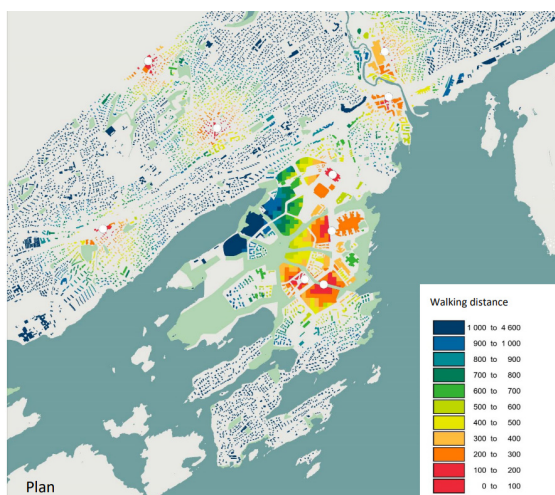 Walking distance
1 000 to 4 600
900 to 1 000
800 to 900
700 to 800
600 to 700
500 to 600
400 to 500
300 to 400
200 to 300
100 to 200
0 to 100
Plan